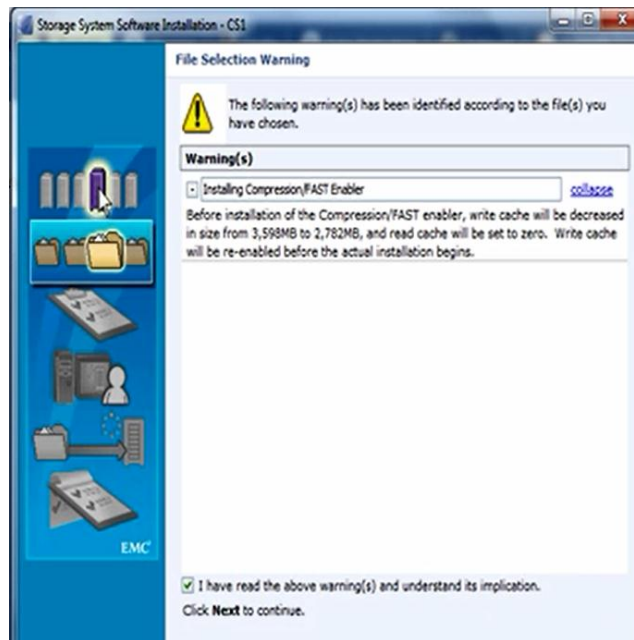 Storage System Software Installation - CS1
File Selection Warning
The following warning(s) has been identified according to the file(s) you
have chosen.
Warning(s)
Installing Compression/FAST Enabler
collapse
Before installation of the Compression/FAST enabler, write cache will be decreased
in size from 3,598MB to 2,782MB, and read cache will be set to zero. Write cache
will be re-enabled before the actual installation begins.
EMC²
I have read the above warning(s) and understand its implication.
Click Next to continue.